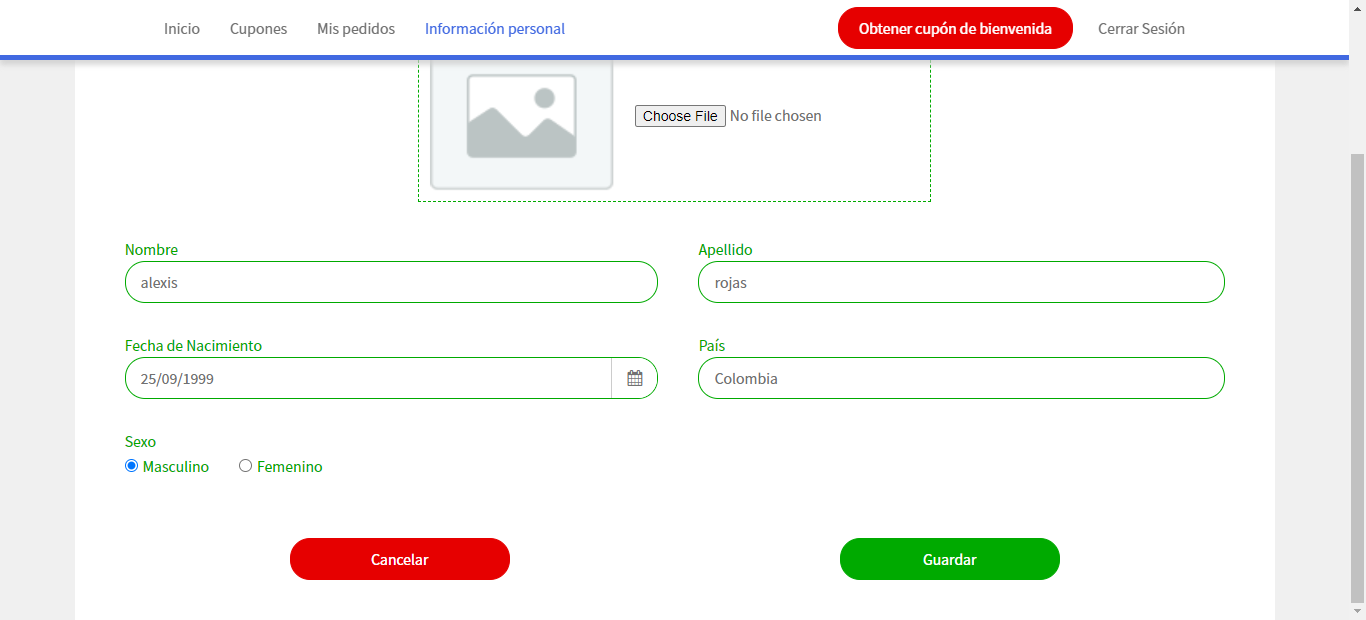 Inicio Cupones Mis pedidos Información personal Obtener cupón de bienvenida Cerrar Sesión
Choose File No file chosen
Nombre Apellido
alexis rojas
Fecha de Nacimiento País
25/09/1999 Colombia
Sexo
Masculino Femenino
Cancelar Guardar